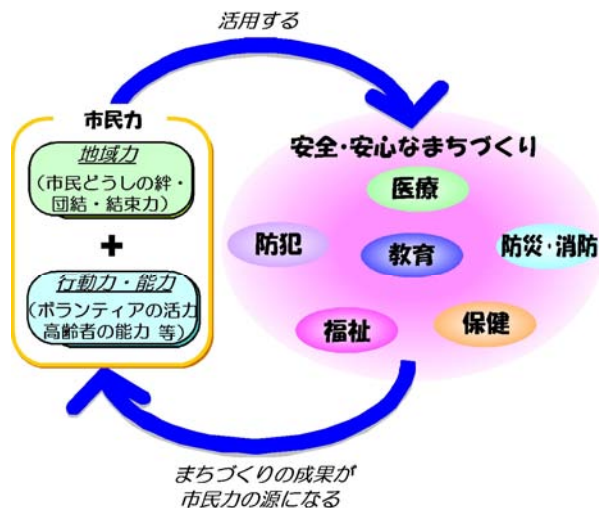 活用する
市民力
地域力
(市民どうしの絆・
団結・結束力)
+
行動力・能力
(ボランティアの活力
高齢者の能力 等)
安全・安心なまちづくり
医療
防犯
教育
防災・消防
福祉
保健
まちづくりの成果が
市民力の源になる